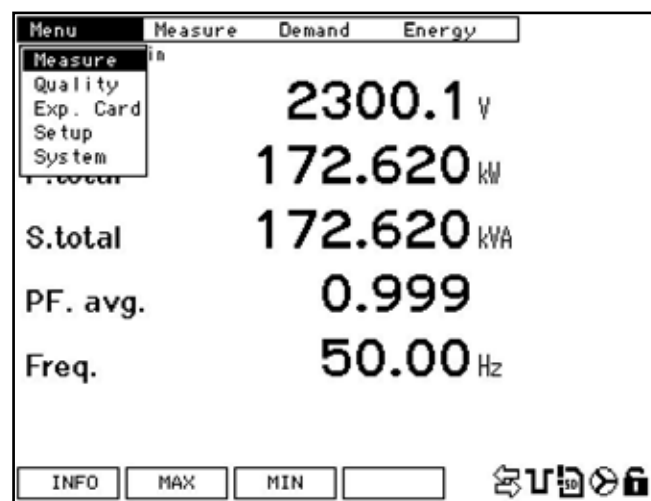 Menu Measure Demand Energy
Measure
Quality
Exp. Card
Setup
System
2300.1 V
172.620 kW
S.total 172.620 kVA
PF. avg. 0.999
Freq. 50.00 Hz
INFO MAX MIN
SD